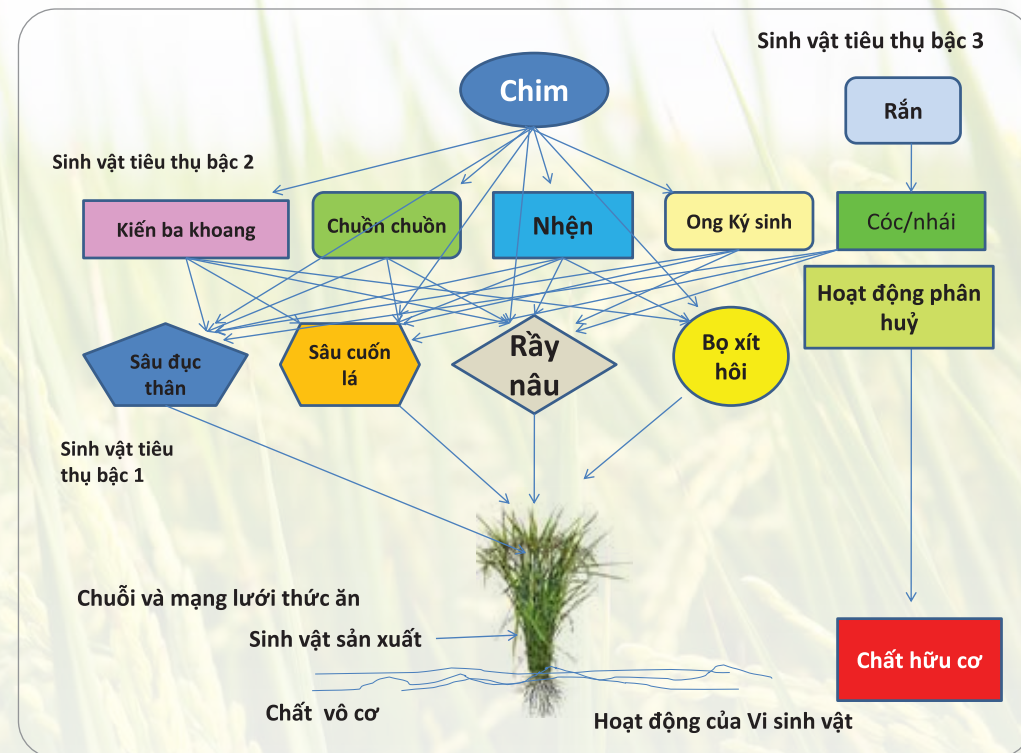 Sinh vật tiêu thụ bậc 3
Chim
Rắn
Sinh vật tiêu thụ bậc 2
Kiến ba khoang
Chuồn chuồn
Nhện
Ong Ký sinh
Cóc/nhái
Hoạt động phân
huỷ
Sâu đục
thân
Sâu cuốn
lá
Rầy
nâu
Bọ xít
hôi
Sinh vật tiêu
thụ bậc 1
Chuỗi và mạng lưới thức ăn
Sinh vật sản xuất
Chất hữu cơ
Chất vô cơ
Hoạt động của Vi sinh vật